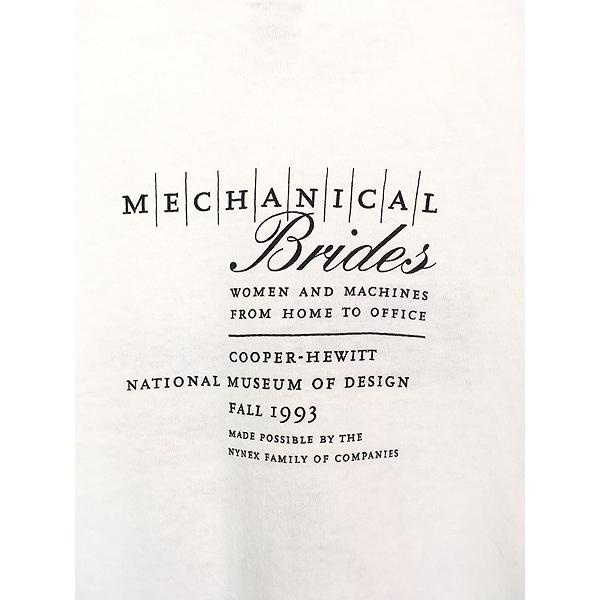 M|E|C|H|A|N|I|C|A|L
Brides
WOMEN AND MACHINES
FROM HOME TO OFFICE
COOPER-HEWITT
NATIONAL MUSEUM OF DESIGN
FALL 1993
MADE POSSIBLE BY THE
NYNEX FAMILY OF COMPANIES